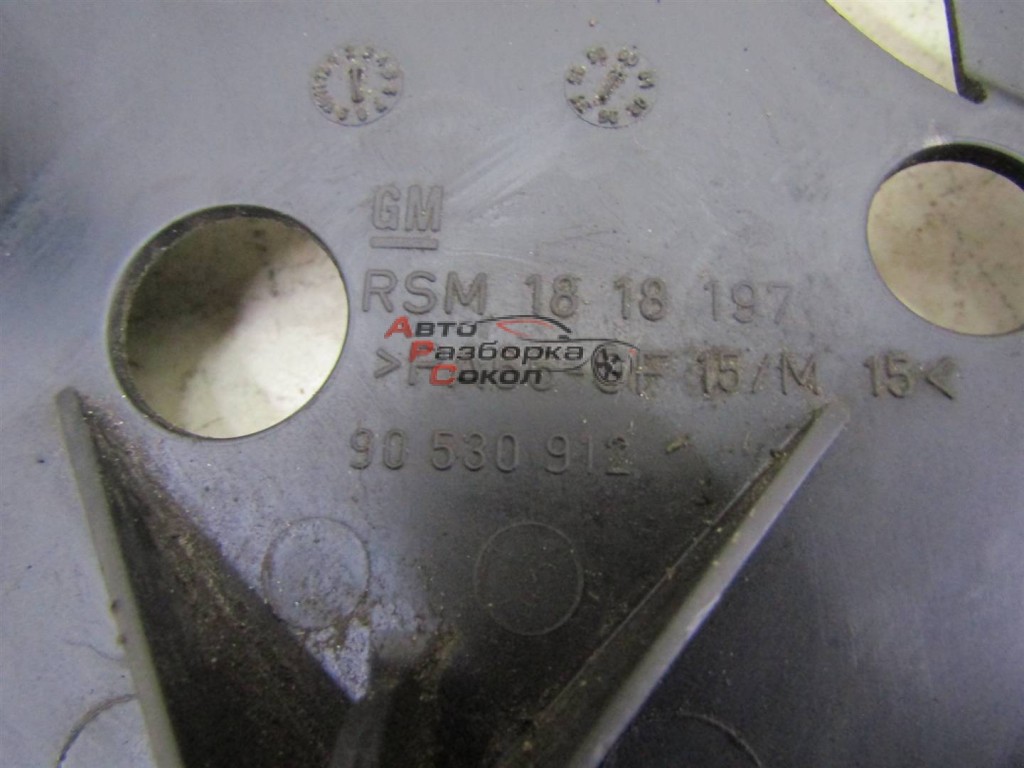 GM
RSM 18 18 197
АВТО
РАЗБОРКА
СОКОЛ
15/M 15<
90 530 912